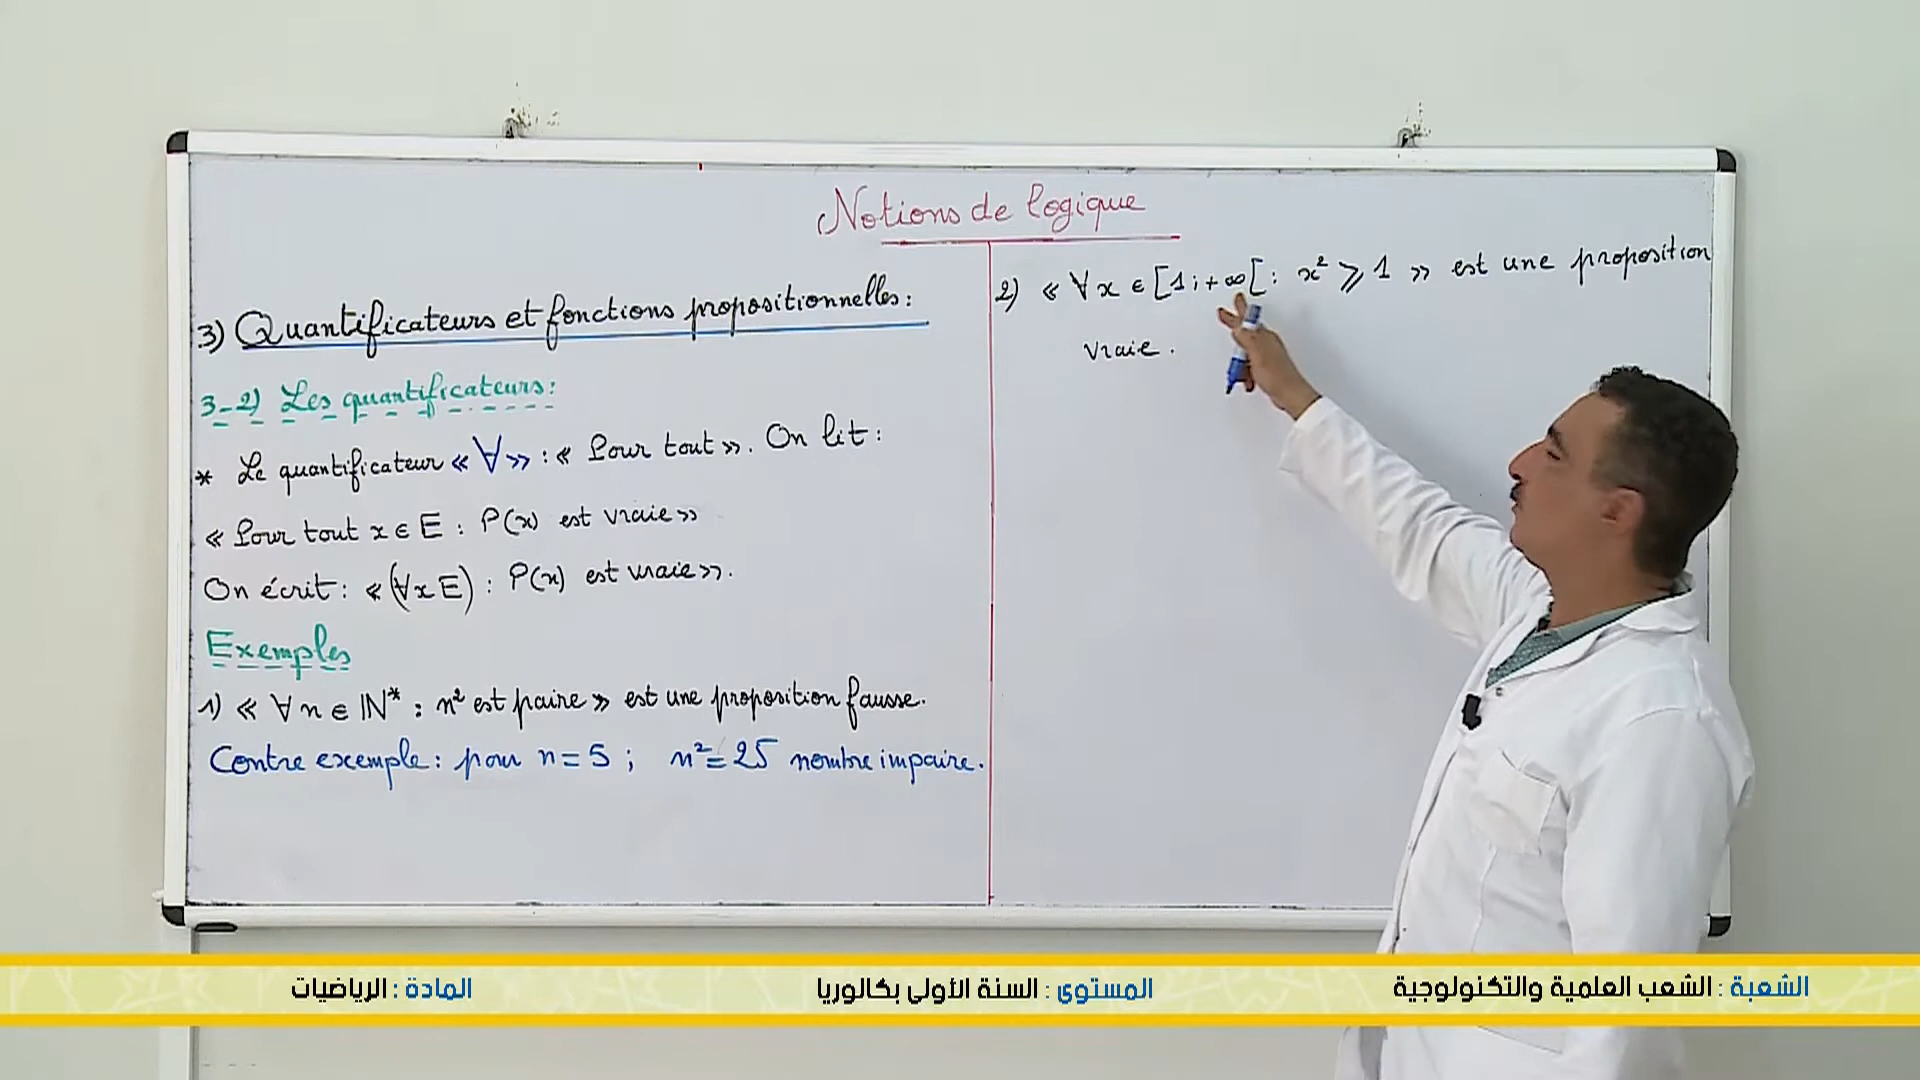 Notions de logique
3) Quantificateurs et fonctions propositionnelles :
3-2) Les quantificateurs :
* Le quantificateur « ∀ » : « Pour tout ». On lit :
« Pour tout x ∈ E : P(x) est vraie »
On écrit : « (∀x E) : P(x) est vraie ».
Exemples
1) « ∀n ∈ ℕ* : n² est paire » est une proposition fausse.
Contre exemple : pour n = 5 ; n² = 25 nombre impaire.
2) « ∀x ∈ [1 ; +∞[ : x² ⩾ 1 » est une proposition
vraie .
الشعبة : الشعب العلمية والتكنولوجية
المستوى : السنة الأولى بكالوريا
المادة : الرياضيات